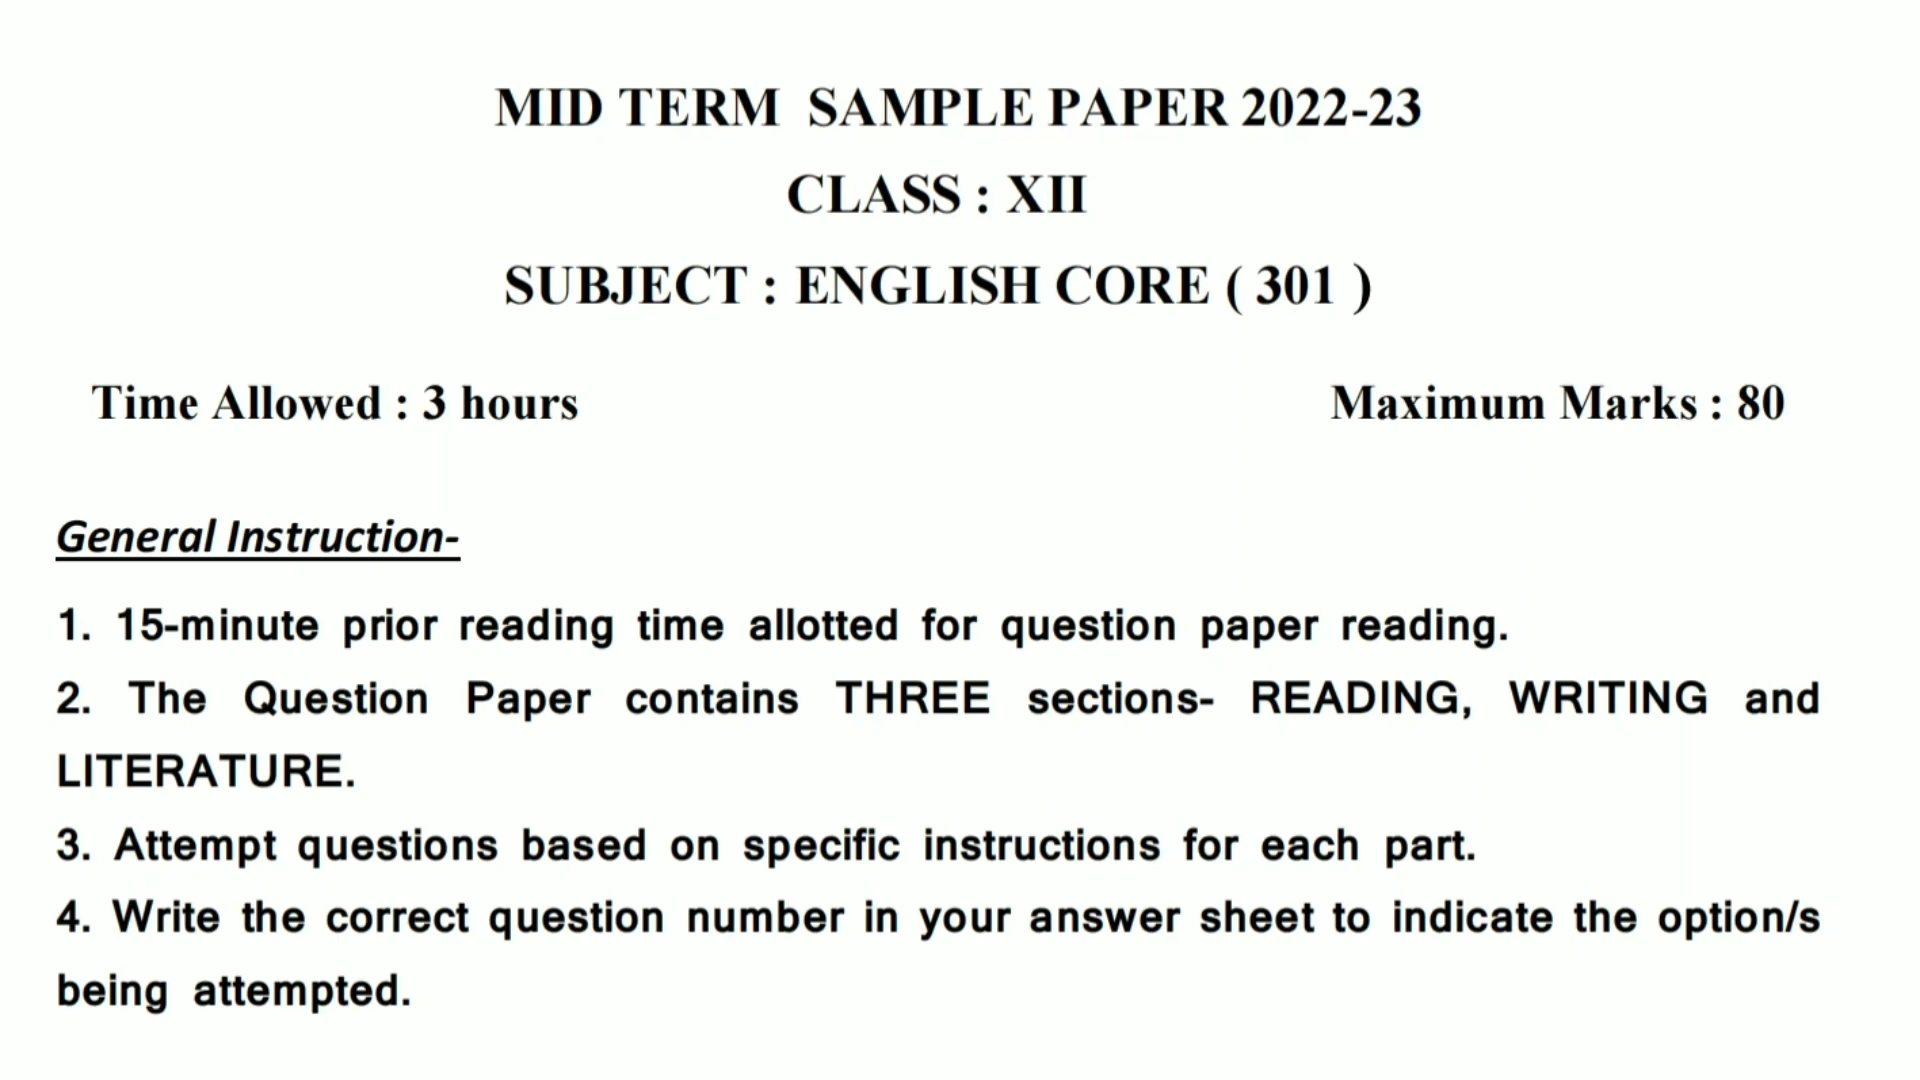 MID TERM SAMPLE PAPER 2022-23
CLASS : XII
SUBJECT : ENGLISH CORE ( 301 )
Time Allowed : 3 hours Maximum Marks : 80
General Instruction-
1. 15-minute prior reading time allotted for question paper reading.
2. The Question Paper contains THREE sections- READING, WRITING and
LITERATURE.
3. Attempt questions based on specific instructions for each part.
4. Write the correct question number in your answer sheet to indicate the option/s
being attempted.